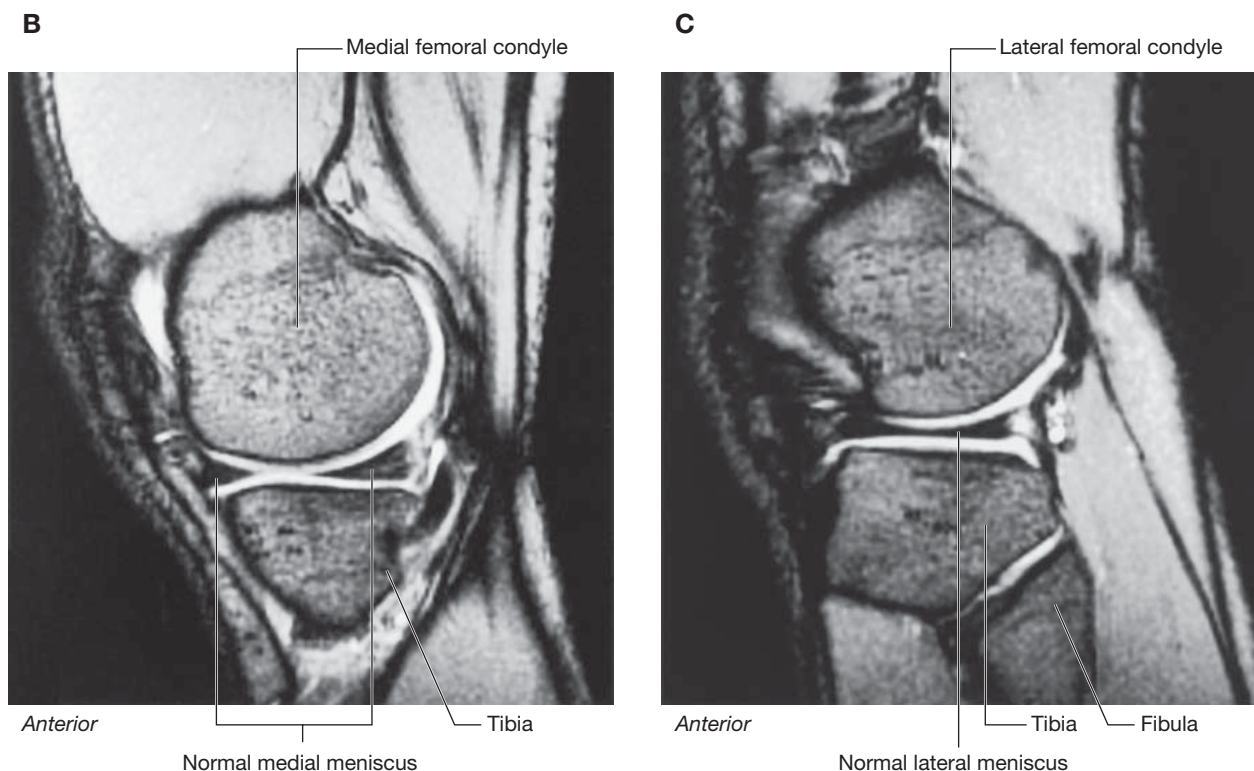 B
Medial femoral condyle
Anterior
Tibia
Normal medial meniscus
C
Lateral femoral condyle
Anterior
Tibia
Fibula
Normal lateral meniscus